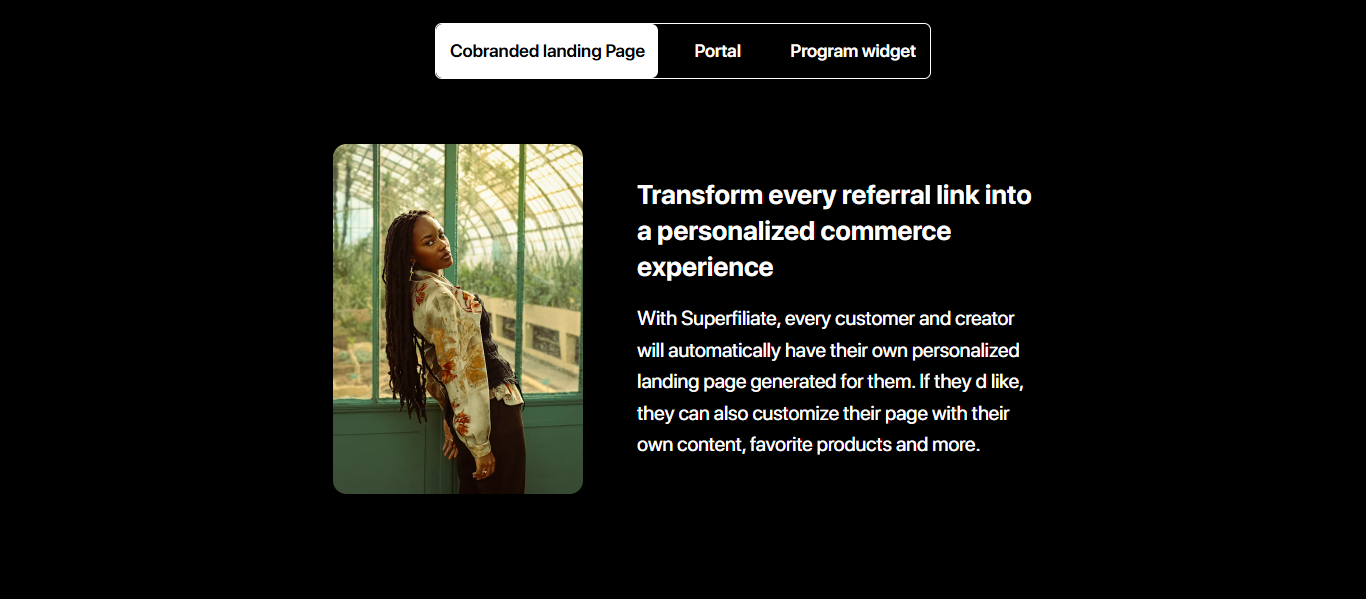 Cobranded landing Page
Portal
Program widget
Transform every referral link into
a personalized commerce
experience
With Superfiliate, every customer and creator
will automatically have their own personalized
landing page generated for them. If they d like,
they can also customize their page with their
own content, favorite products and more.